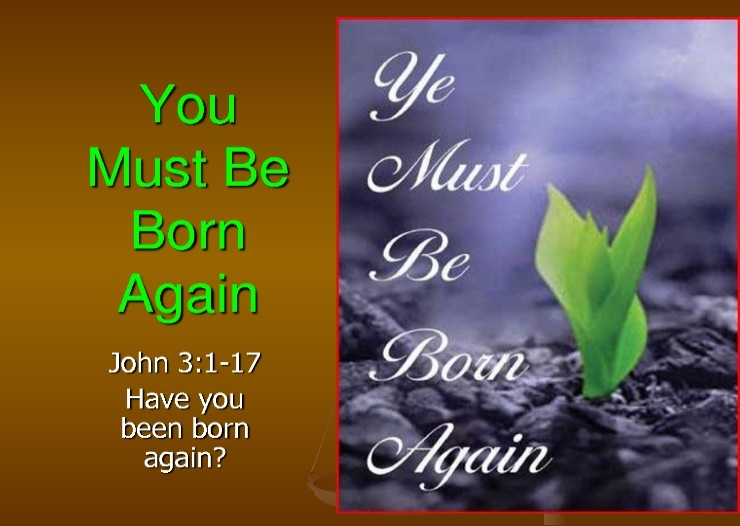 You
Must Be
Born
Again
John 3:1-17
Have you
been born
again?
Ye
Must
Be
Born
Again